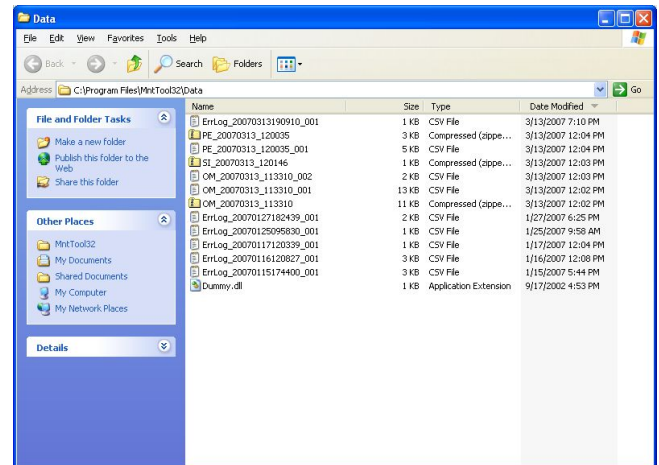 Data
File Edit View Favorites Tools Help
Back Search Folders
Address C:\Program Files\MntTool32\Data Go
Name Size Type Date Modified
File and Folder Tasks
Make a new folder
Publish this folder to the Web
Share this folder
Other Places
MntTool32
My Documents
Shared Documents
My Computer
My Network Places
Details
ErrLog_20070313190910_001 1 KB CSV File 3/13/2007 7:10 PM
PE_20070313_120035 3 KB Compressed (zippe... 3/13/2007 12:04 PM
PE_20070313_120035_001 5 KB CSV File 3/13/2007 12:04 PM
SI_20070313_120146 1 KB Compressed (zippe... 3/13/2007 12:03 PM
OM_20070313_113310_002 2 KB CSV File 3/13/2007 12:03 PM
OM_20070313_113310_001 13 KB CSV File 3/13/2007 12:02 PM
OM_20070313_113310 11 KB Compressed (zippe... 3/13/2007 12:02 PM
ErrLog_20070127182439_001 2 KB CSV File 1/27/2007 6:25 PM
ErrLog_20070125095830_001 1 KB CSV File 1/25/2007 9:58 AM
ErrLog_20070117120339_001 1 KB CSV File 1/17/2007 12:04 PM
ErrLog_20070116120827_001 3 KB CSV File 1/16/2007 12:08 PM
ErrLog_20070115174400_001 3 KB CSV File 1/15/2007 5:44 PM
Dummy.dll 1 KB Application Extension 9/17/2002 4:53 PM